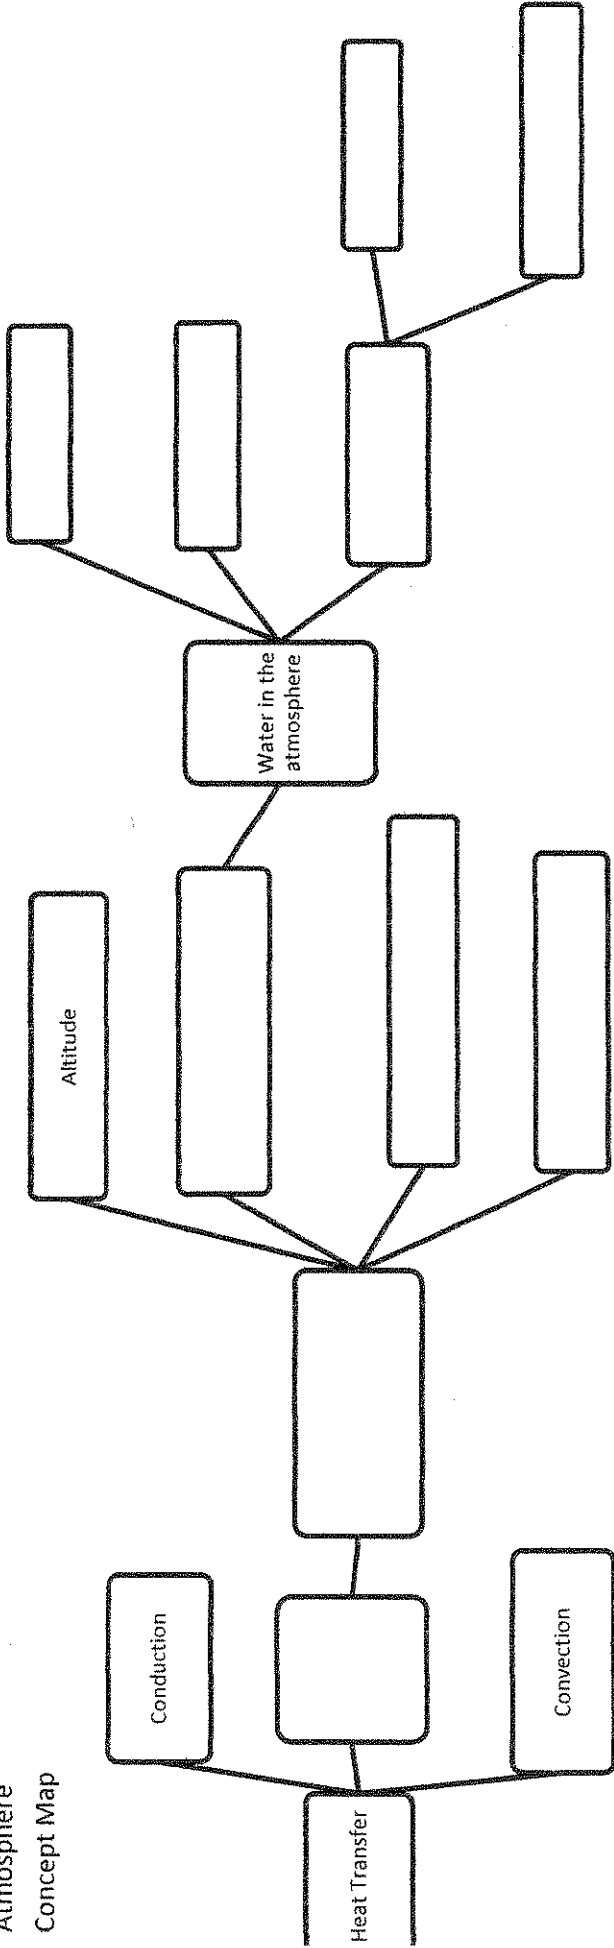 Atmosphere
Concept Map
Heat Transfer
Conduction
Convection
Altitude
Water in the
atmosphere